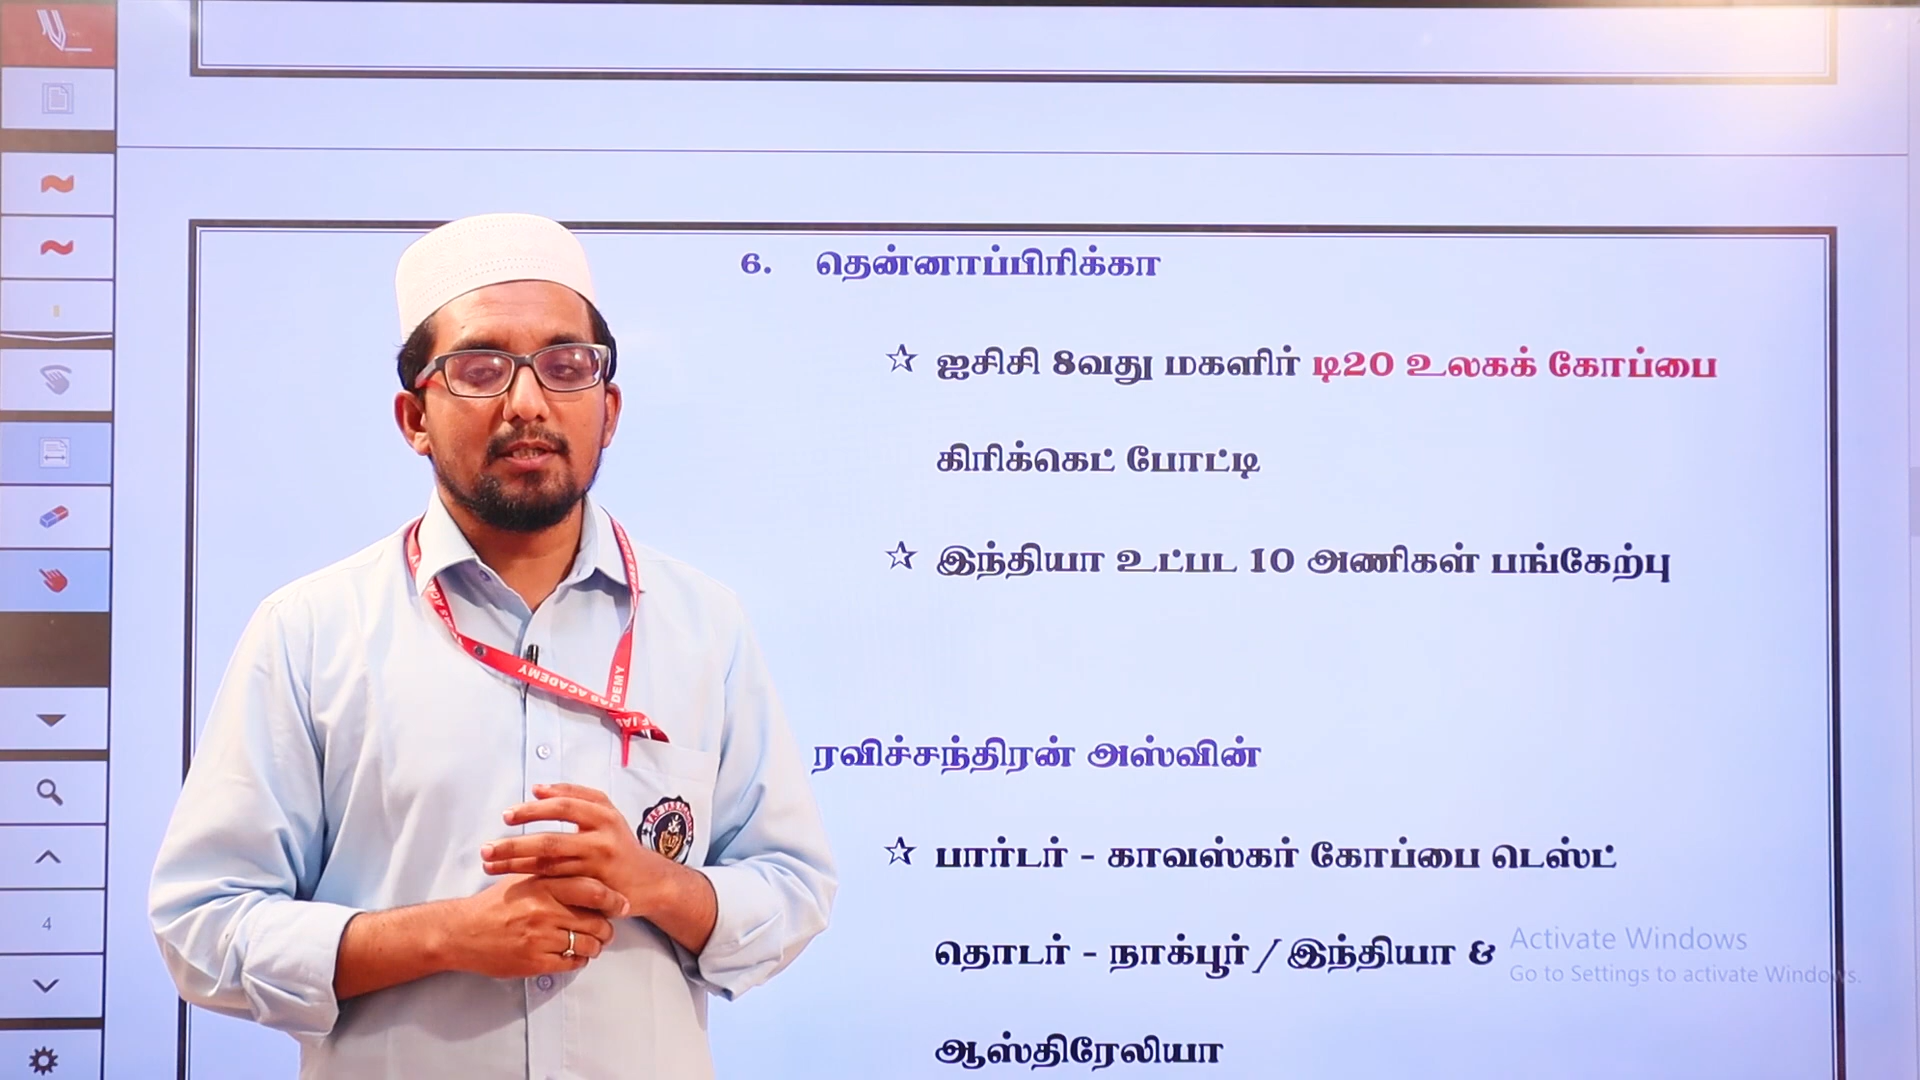 6. தென்னாப்பிரிக்கா
☆ ஐசிசி 8வது மகளிர் டி20 உலகக் கோப்பை
கிரிக்கெட் போட்டி
☆ இந்தியா உட்பட 10 அணிகள் பங்கேற்பு
ரவிச்சந்திரன் அஸ்வின்
☆ பார்டர் - காவஸ்கர் கோப்பை டெஸ்ட்
தொடர் - நாக்பூர் / இந்தியா &
ஆஸ்திரேலியா
Activate Windows
Go to Settings to activate Windows.
4
ACADEMY